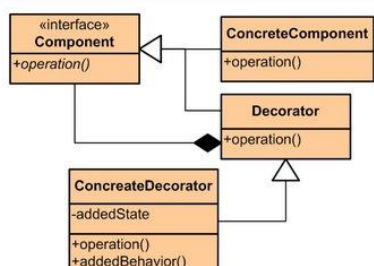 «interface»
Component
+operation()
ConcreteComponent
+operation()
Decorator
+operation()
ConcreateDecorator
-addedState
+operation()
+addedBehavior()